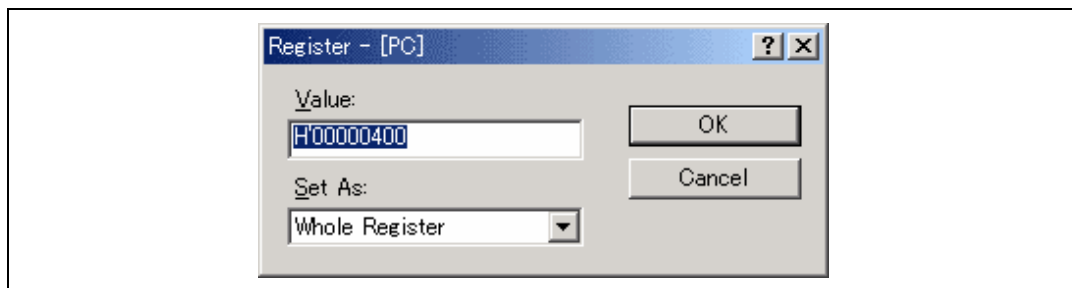 Register - [PC]
Value:
H'00000400
OK
Set As:
Cancel
Whole Register